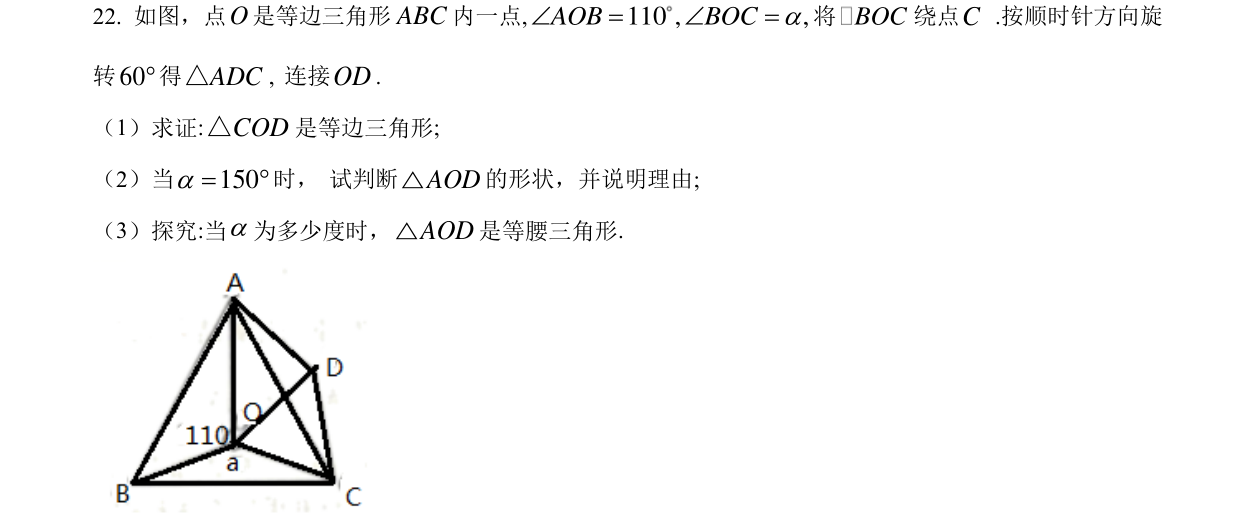 22. 如图，点O是等边三角形ABC内一点,∠AOB=110°,∠BOC=α,将□BOC绕点C .按顺时针方向旋
转60°得△ADC, 连接OD.
（1）求证:△COD是等边三角形;
（2）当α=150°时， 试判断△AOD的形状，并说明理由;
（3）探究:当α为多少度时，△AOD是等腰三角形.
A
D
O
110
a
B
C